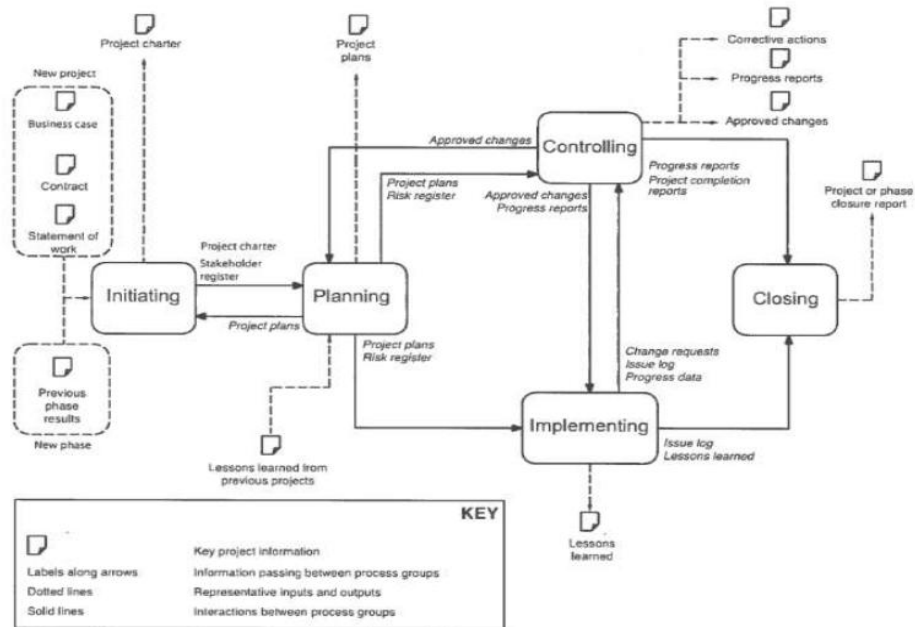 Project charter
Project
plans
Corrective actions
Progress reports
Approved changes
New project
Business case
Contract
Statement of
work
Approved changes
Controlling
Project plans
Risk register
Approved changes
Progress reports
Progress reports
Project completion
reports
Project or phase
closure report
Project charter
Stakeholder
register
Initiating
Planning
Closing
Project plans
Project plans
Risk register
Change requests
Issue log
Progress data
Previous
phase
results
New phase
Implementing
Issue log
Lessons learned
Lessons learned from
previous projects
Lessons
learned
KEY
Key project information
Labels along arrows Information passing between process groups
Dotted lines Representative inputs and outputs
Solid lines Interactions between process groups